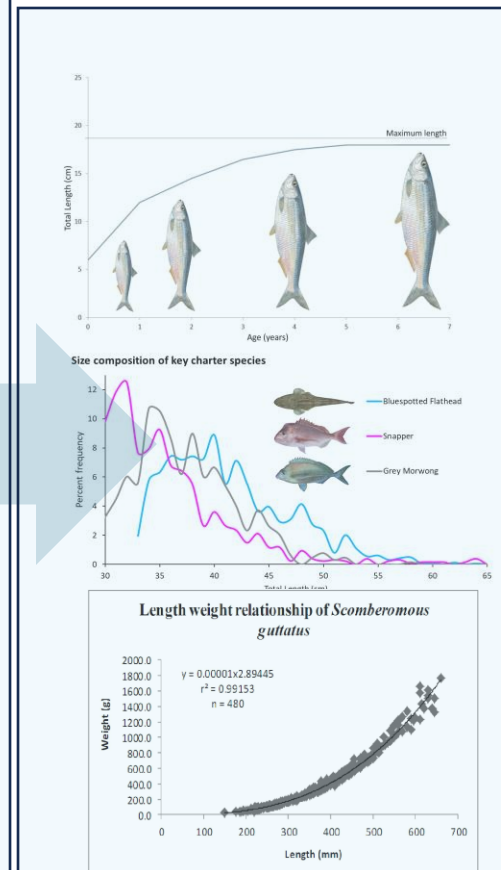 25
20
15
10
5
0
Total Length (cm)
Maximum length
0 1 2 3 4 5 6 7
Age (years)
Size composition of key charter species
12
10
8
6
4
2
0
Percent frequency
Bluespotted Flathead
Snapper
Grey Morwong
30 35 40 45 50 55 60 65
Total Length (cm)
Length weight relationship of Scomberomous
guttatus
2000.0
1800.0
1600.0
1400.0
1200.0
1000.0
800.0
600.0
400.0
200.0
0.0
Weight (g)
y = 0.00001x2.89445
r² = 0.99153
n = 480
0 100 200 300 400 500 600 700
Length (mm)